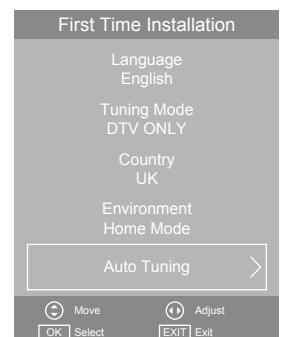 First Time Installation
Language
English
Tuning Mode
DTV ONLY
Country
UK
Environment
Home Mode
Auto Tuning
Move Adjust
OK Select EXIT Exit